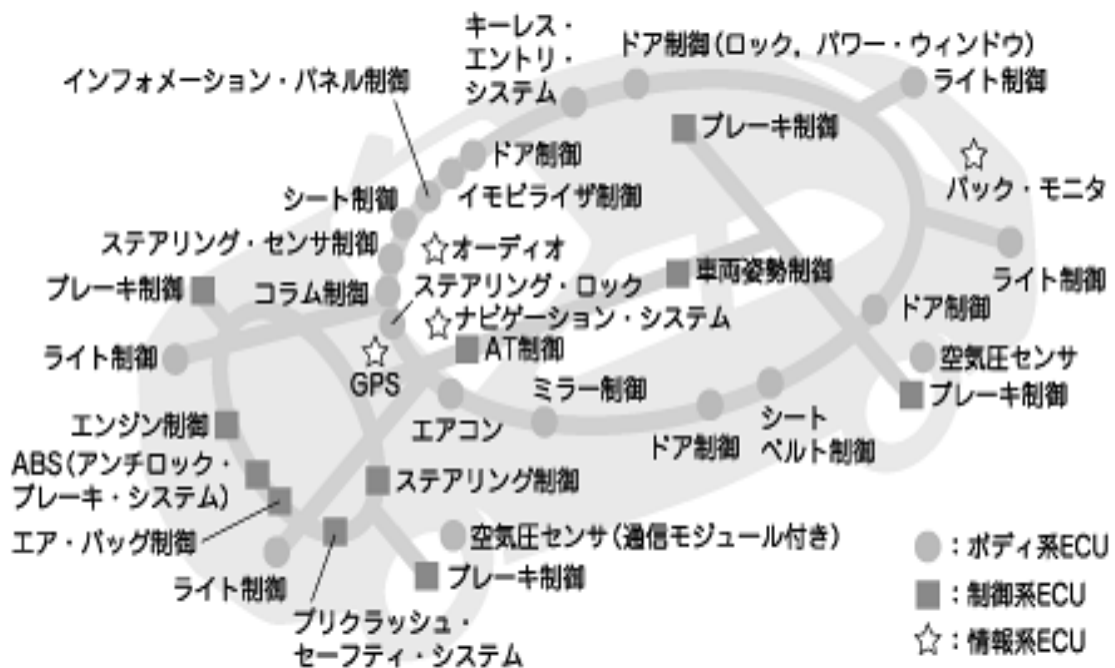 キーレス・
エントリ・
システム
ドア制御(ロック，パワー・ウィンドウ)
インフォメーション・パネル制御
ライト制御
ブレーキ制御
ドア制御
バック・モニタ
シート制御
イモビライザ制御
ステアリング・センサ制御
オーディオ
ブレーキ制御
コラム制御
ステアリング・ロック
車両姿勢制御
ライト制御
ナビゲーション・システム
ドア制御
ライト制御
GPS
AT制御
空気圧センサ
ミラー制御
ブレーキ制御
エンジン制御
エアコン
ドア制御
シート
ベルト制御
ABS(アンチロック・
ブレーキ・システム)
ステアリング制御
エア・バッグ制御
空気圧センサ(通信モジュール付き)
ライト制御
ブレーキ制御
プリクラッシュ・
セーフティ・システム
：ボディ系ECU
：制御系ECU
：情報系ECU